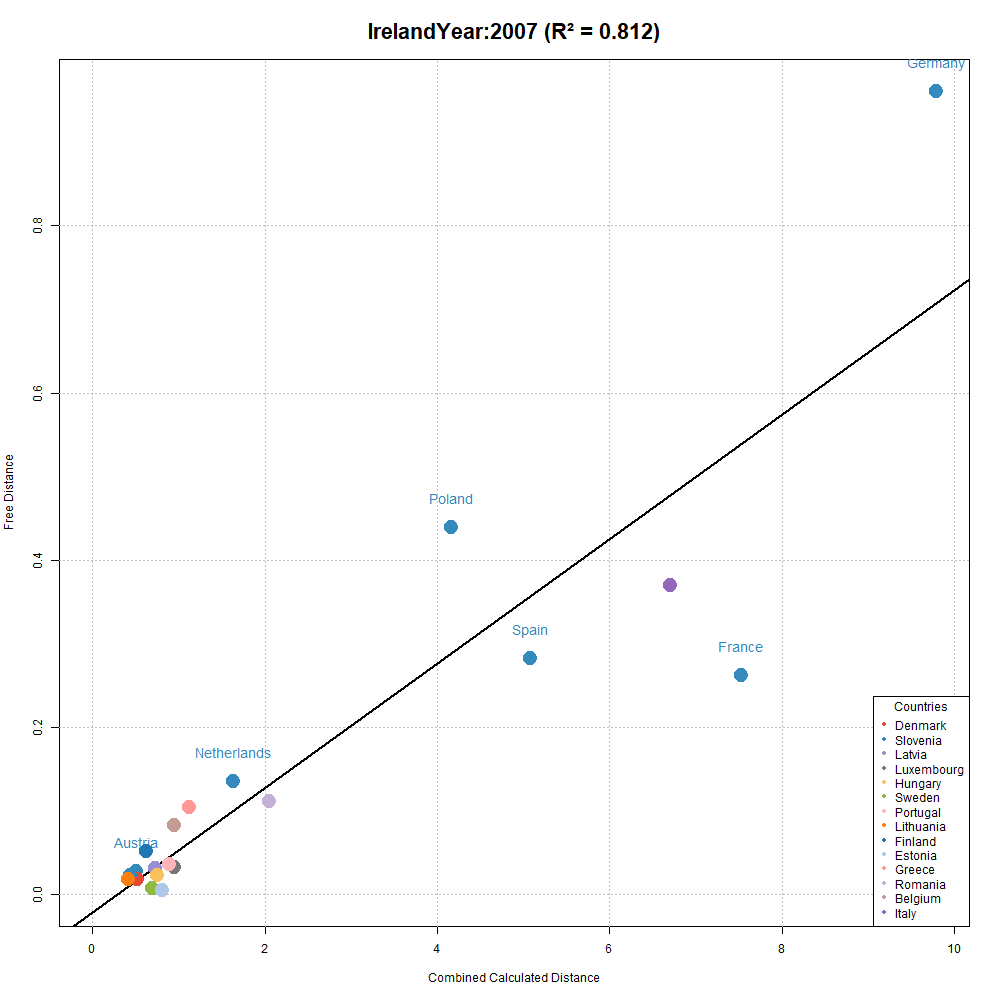 IrelandYear:2007 (R² = 0.812)
Germany
0.8
0.6
Free Distance
Poland
0.4
Spain
France
Netherlands
0.2
Austria
0.0
Countries
Denmark
Slovenia
Latvia
Luxembourg
Hungary
Sweden
Portugal
Lithuania
Finland
Estonia
Greece
Romania
Belgium
Italy
0 2 4 6 8 10
Combined Calculated Distance